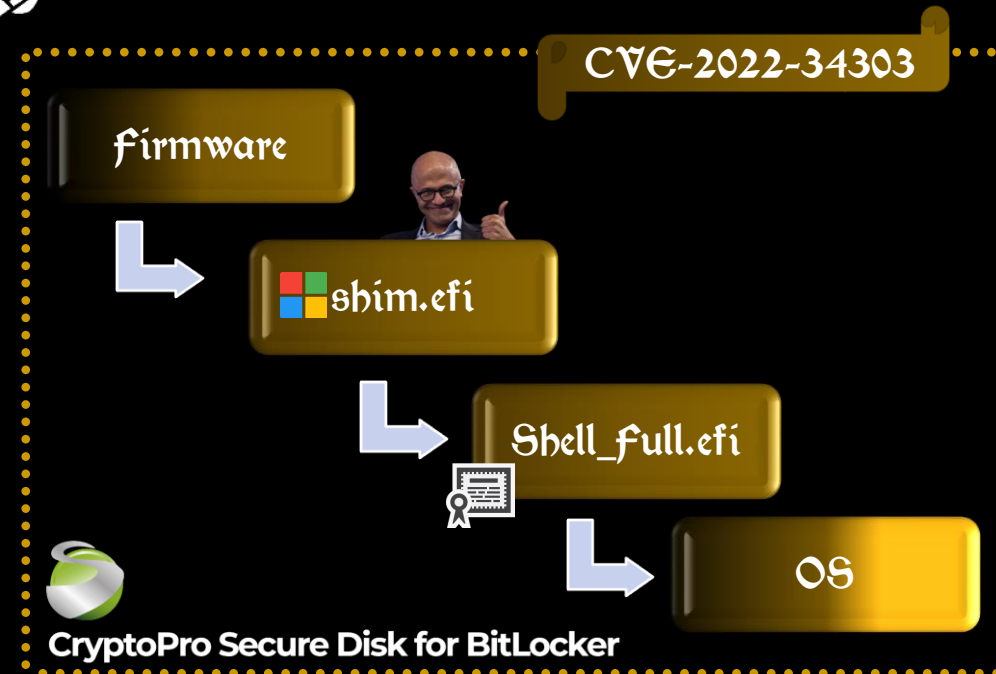 CVE-2022-34303
Firmware
shim.efi
Shell_Full.efi
OS
CryptoPro Secure Disk for BitLocker